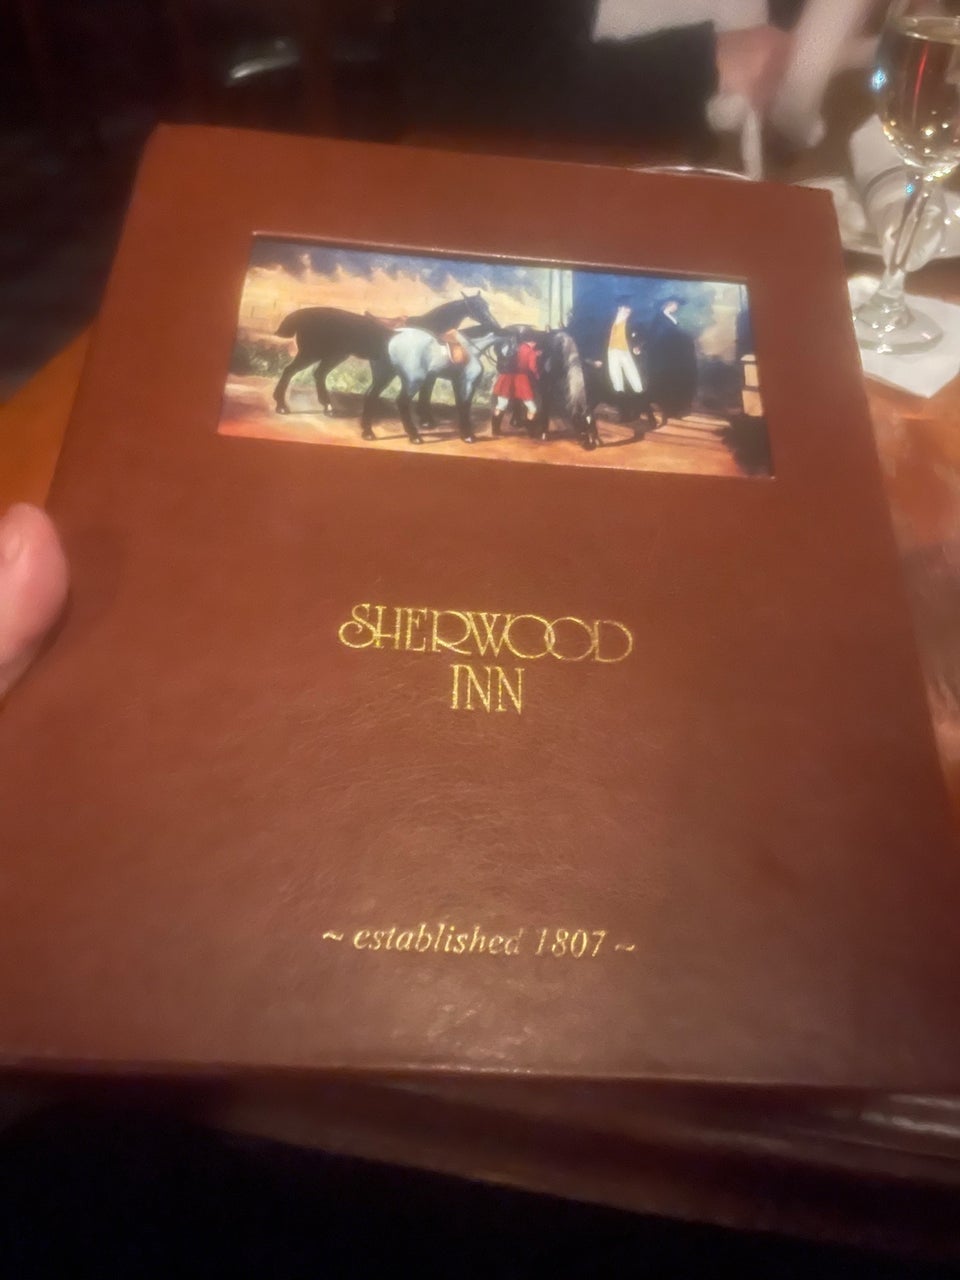 SHERWOOD
INN
~ established 1807 ~